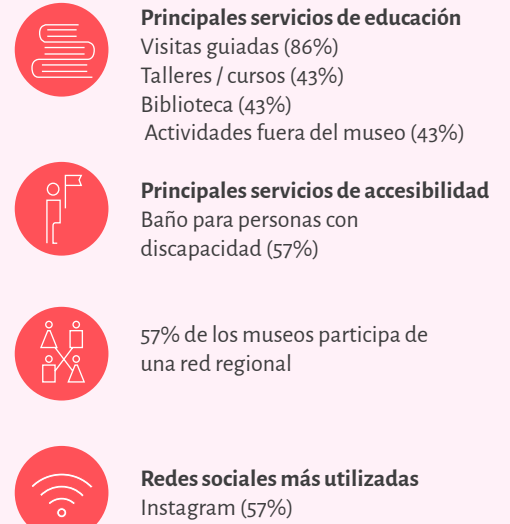 Principales servicios de educación
Visitas guiadas (86%)
Talleres / cursos (43%)
Biblioteca (43%)
Actividades fuera del museo (43%)
Principales servicios de accesibilidad
Baño para personas con
discapacidad (57%)
57% de los museos participa de
una red regional
Redes sociales más utilizadas
Instagram (57%)